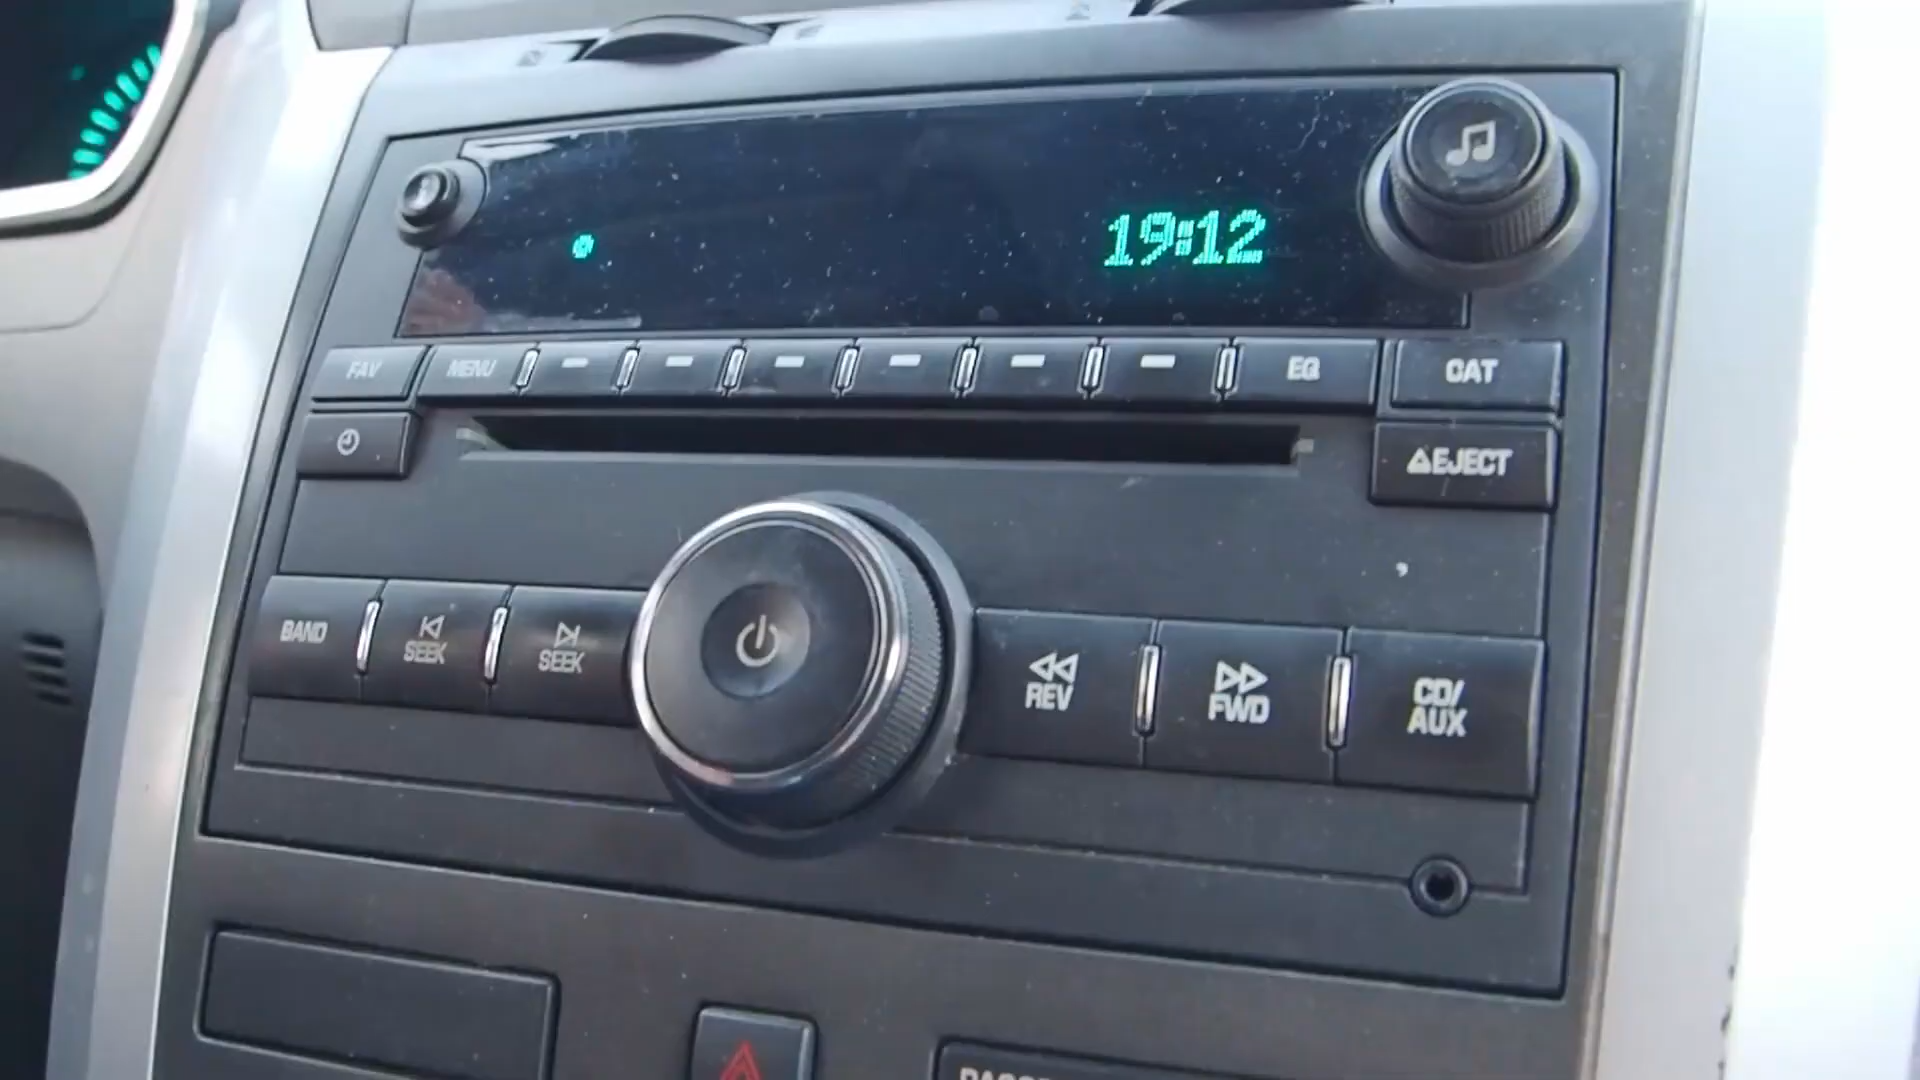 19:12
FAV
MENU
EQ
CAT
EJECT
BAND
SEEK
SEEK
REV
FWD
CD/
AUX